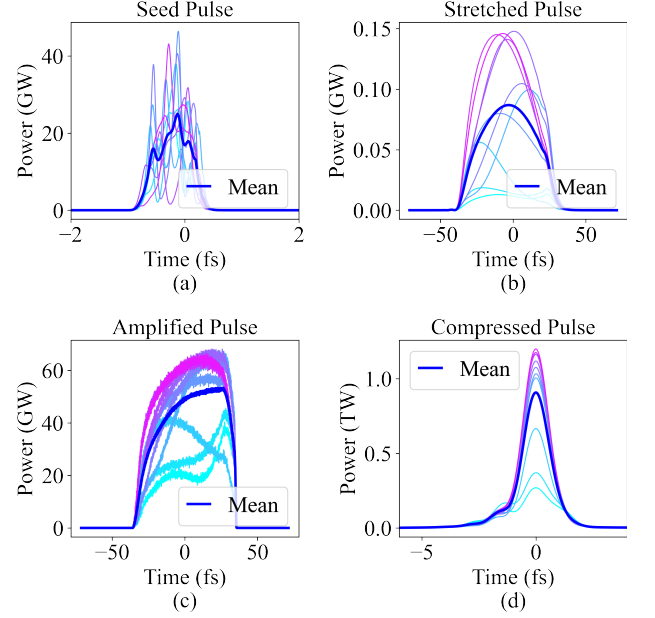 Seed Pulse
Power (GW)
40
20
0
−2
0
2
Mean
Time (fs)
(a)
Stretched Pulse
Power (GW)
0.15
0.10
0.05
0.00
−50
0
50
Mean
Time (fs)
(b)
Amplified Pulse
Power (GW)
60
40
20
0
−50
0
50
Mean
Time (fs)
(c)
Compressed Pulse
Power (TW)
1.0
0.5
0.0
−5
0
Mean
Time (fs)
(d)